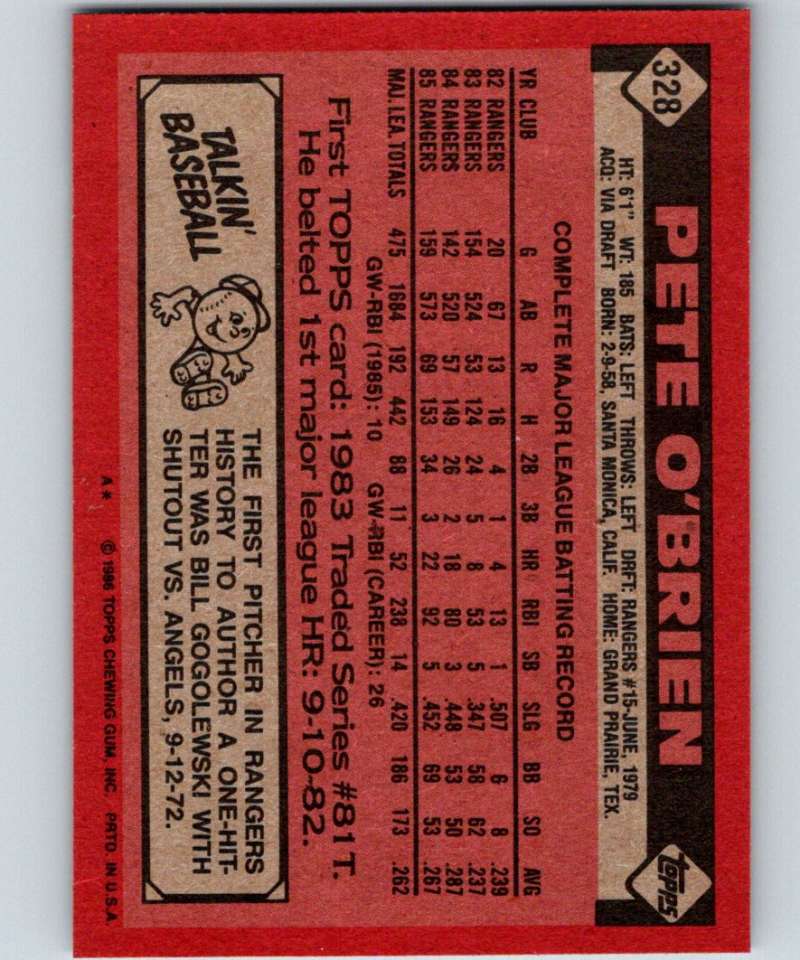 328
PETE O'BRIEN
topps
HT: 6'1" WT: 185 BATS: LEFT THROWS: LEFT DRFT: RANGERS #15-JUNE, 1979
ACQ: VIA DRAFT BORN: 2-9-58, SANTA MONICA, CALIF. HOME: GRAND PRAIRIE, TEX.
COMPLETE MAJOR LEAGUE BATTING RECORD
YR CLUB G AB R H 2B 3B HR RBI SB SLG BB SO AVG
82 RANGERS 20 67 13 16 4 1 4 13 1 .507 6 8 .239
83 RANGERS 154 524 53 124 24 5 8 53 5 .347 58 62 .237
84 RANGERS 142 520 57 149 26 2 18 80 3 .448 53 50 .287
85 RANGERS 159 573 69 153 34 3 22 92 5 .452 69 53 .267
MAJ. LEA. TOTALS 475 1684 192 442 88 11 52 238 14 .420 186 173 .262
GW-RBI (1985): 10 GW-RBI (CAREER): 26
First TOPPS card: 1983 Traded Series #81T.
He belted 1st major league HR: 9-10-82.
TALKIN'
BASEBALL
THE FIRST PITCHER IN RANGERS
HISTORY TO AUTHOR A ONE-HIT-
TER WAS BILL GOGOLEWSKI WITH
SHUTOUT VS. ANGELS, 9-12-72.
A* © 1986 TOPPS CHEWING GUM, INC. PRTD. IN U.S.A.